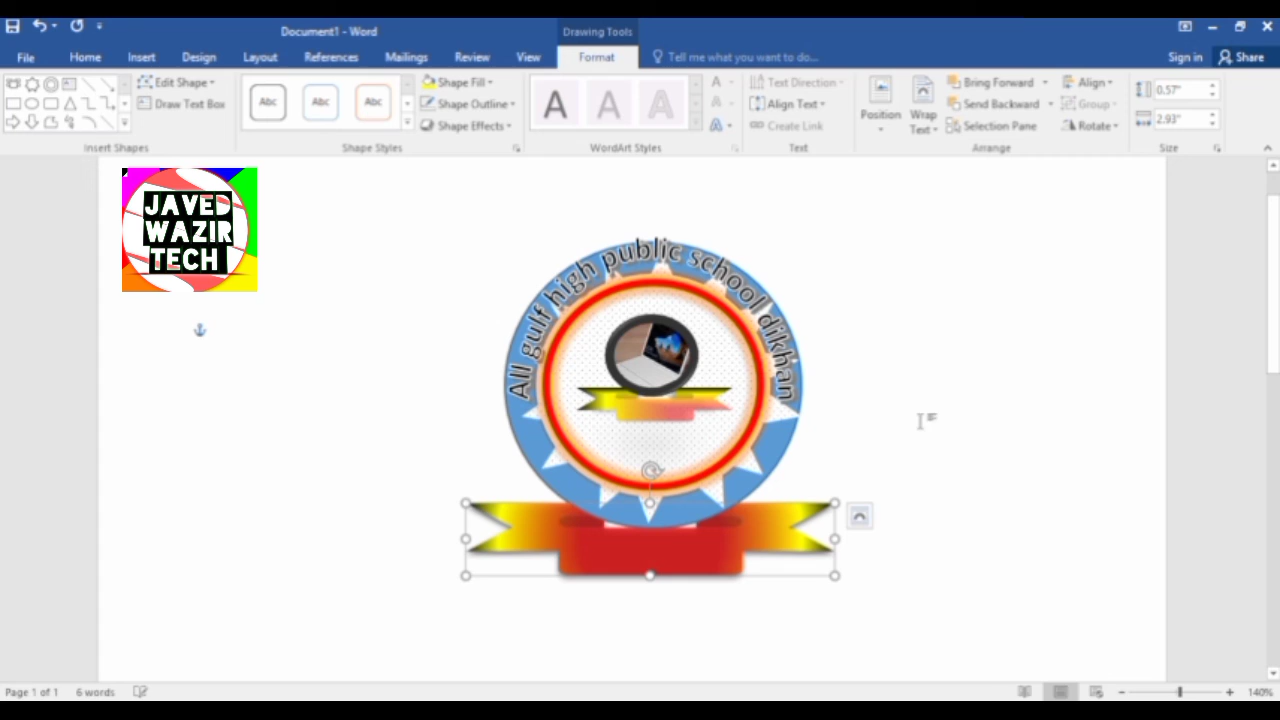 Document1 - Word
Drawing Tools
File Home Insert Design Layout References Mailings Review View Format Tell me what you want to do... Sign in Share
Edit Shape
Draw Text Box
Insert Shapes
Abc Abc Abc
Shape Fill
Shape Outline
Shape Effects
Shape Styles
A A A
WordArt Styles
Text Direction
Align Text
Create Link
Text
Position
Wrap Text
Bring Forward
Send Backward
Selection Pane
Align
Group
Rotate
Arrange
0.57"
2.93"
Size
JAVED
WAZIR
TECH
All gulf high public school dikhan
Page 1 of 1 6 words 140%